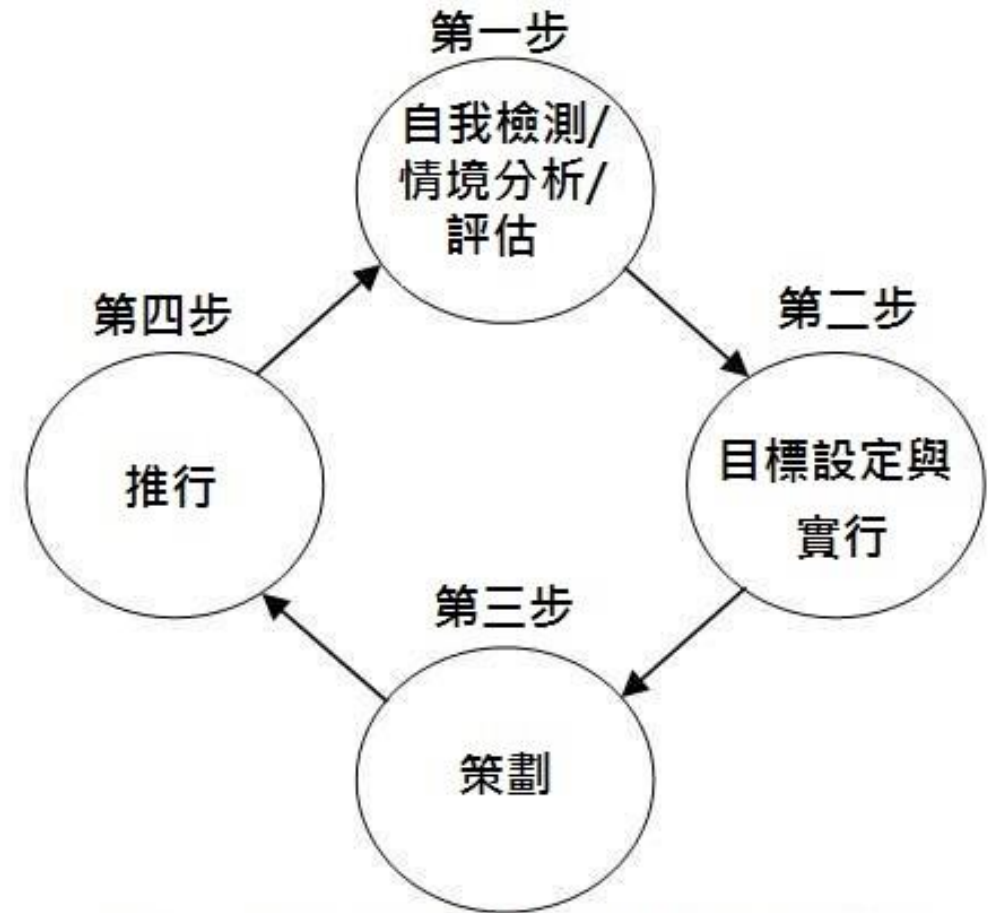 第一步
自我檢測/
情境分析/
評估
第二步
目標設定與
實行
第三步
策劃
第四步
推行